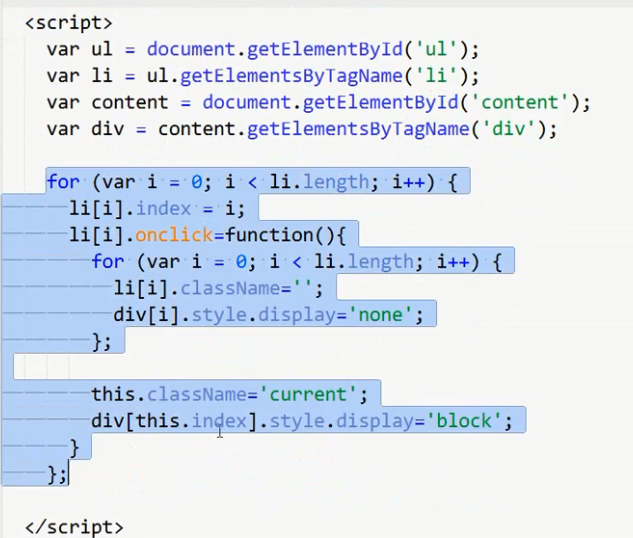 <script>
var ul = document.getElementById('ul');
var li = ul.getElementsByTagName('li');
var content = document.getElementById('content');
var div = content.getElementsByTagName('div');
for (var i = 0; i < li.length; i++) {
li[i].index = i;
li[i].onclick=function(){
for (var i = 0; i < li.length; i++) {
li[i].className='';
div[i].style.display='none';
};
this.className='current';
div[this.index].style.display='block';
}
};
</script>